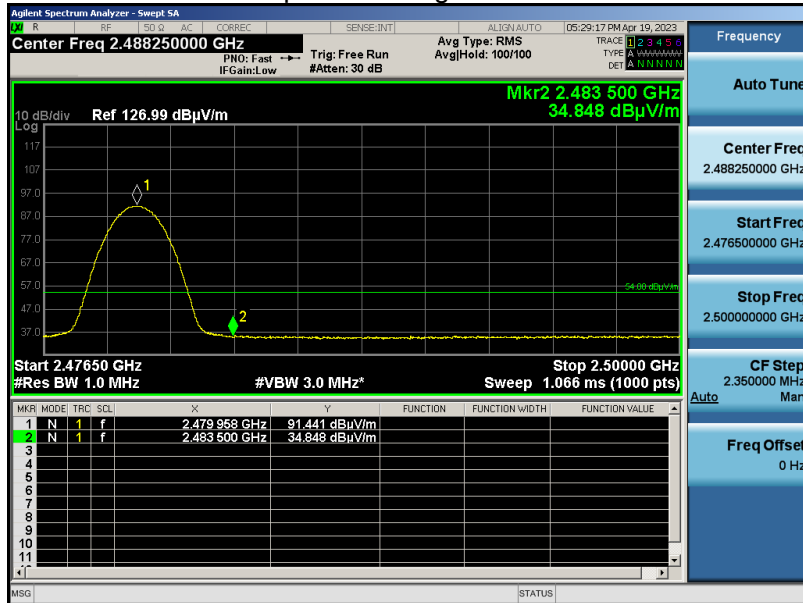 Agilent Spectrum Analyzer - Swept SA
LXI R RF 50 Ω AC CORREC SENSE:INT ALIGN AUTO 05:29:17 PM Apr 19, 2023
Center Freq 2.488250000 GHz
PNO: Fast
IFGain:Low
Trig: Free Run
#Atten: 30 dB
Avg Type: RMS
Avg|Hold: 100/100
TRACE 1 2 3 4 5 6
TYPE A
DET A N N N N N
Mkr2 2.483 500 GHz
34.848 dBµV/m
10 dB/div Ref 126.99 dBµV/m
Log
117
107
97.0
87.0
77.0
67.0
57.0
47.0
37.0
1
2
54.00 dBµV/m
Start 2.47650 GHz Stop 2.50000 GHz
#Res BW 1.0 MHz #VBW 3.0 MHz* Sweep 1.066 ms (1000 pts)
MKR MODE TRC SCL X Y FUNCTION FUNCTION WIDTH FUNCTION VALUE
1 N 1 f 2.479 958 GHz 91.441 dBµV/m
2 N 1 f 2.483 500 GHz 34.848 dBµV/m
3
4
5
6
7
8
9
10
11
MSG STATUS
Frequency
Auto Tune
Center Freq
2.488250000 GHz
Start Freq
2.476500000 GHz
Stop Freq
2.500000000 GHz
CF Step
2.350000 MHz
Auto Man
Freq Offset
0 Hz